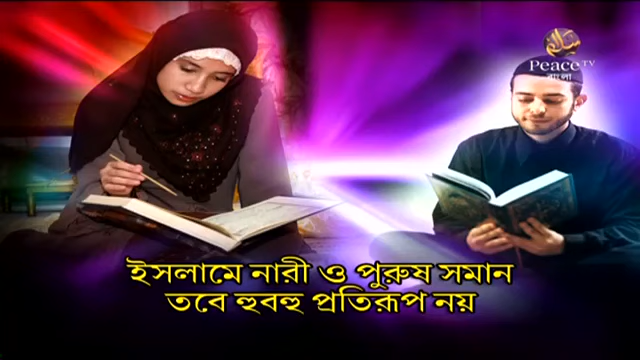 Peace TV
বাংলা
ইসলামে নারী ও পুরুষ সমান
তবে হুবহু প্রতিরূপ নয়